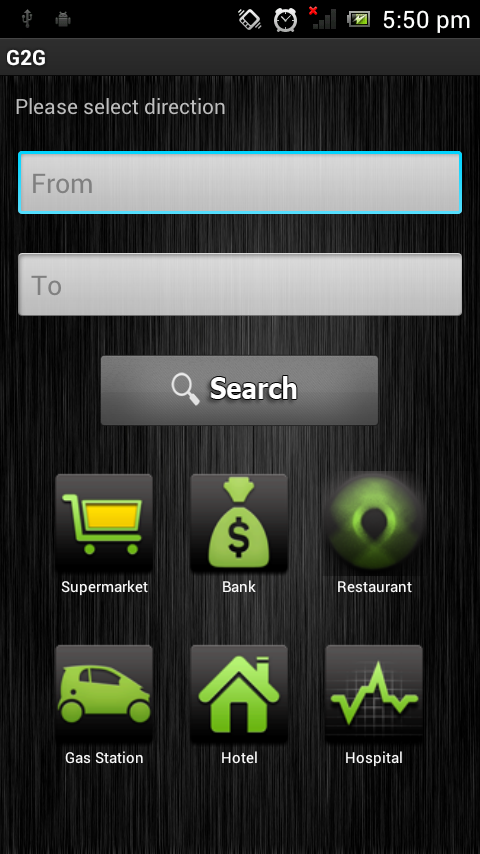 5:50 pm
G2G
Please select direction
From
To
Search
Supermarket
Bank
Restaurant
Gas Station
Hotel
Hospital